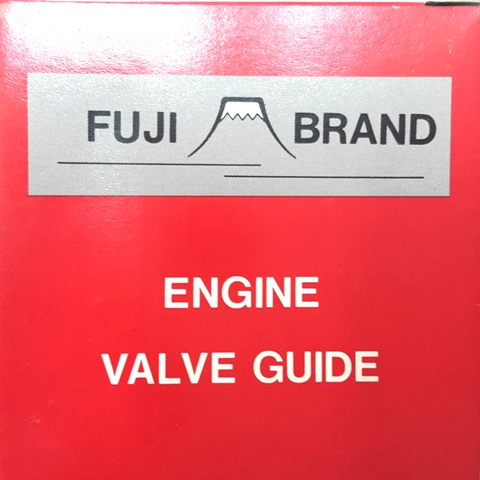 FUJI BRAND
ENGINE
VALVE GUIDE